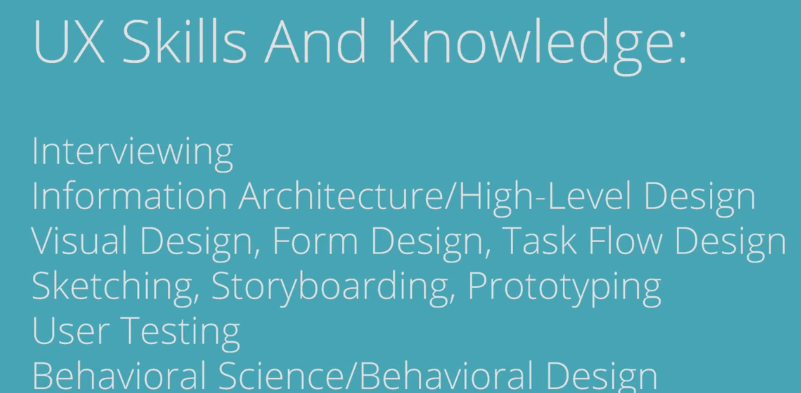 UX Skills And Knowledge:
Interviewing
Information Architecture/High-Level Design
Visual Design, Form Design, Task Flow Design
Sketching, Storyboarding, Prototyping
User Testing
Behavioral Science/Behavioral Design